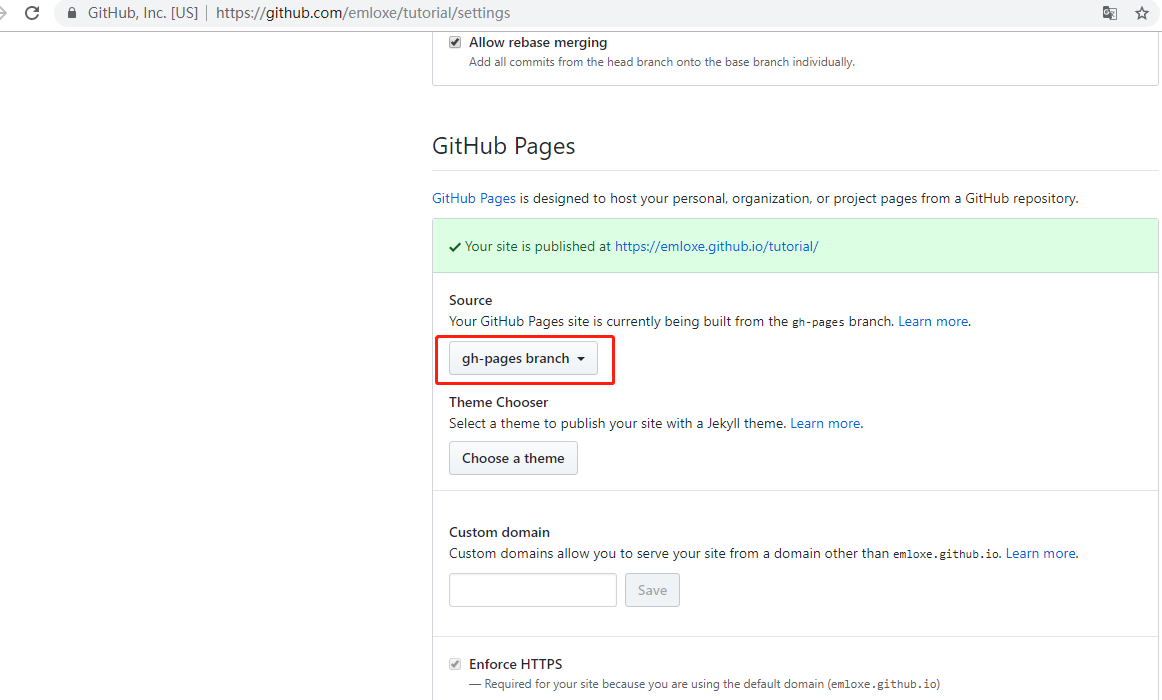 GitHub, Inc. [US] | https://github.com/emloxe/tutorial/settings
Allow rebase merging
Add all commits from the head branch onto the base branch individually.
GitHub Pages
GitHub Pages is designed to host your personal, organization, or project pages from a GitHub repository.
Your site is published at https://emloxe.github.io/tutorial/
Source
Your GitHub Pages site is currently being built from the gh-pages branch. Learn more.
gh-pages branch
Theme Chooser
Select a theme to publish your site with a Jekyll theme. Learn more.
Choose a theme
Custom domain
Custom domains allow you to serve your site from a domain other than emloxe.github.io. Learn more.
Save
Enforce HTTPS
— Required for your site because you are using the default domain (emloxe.github.io)